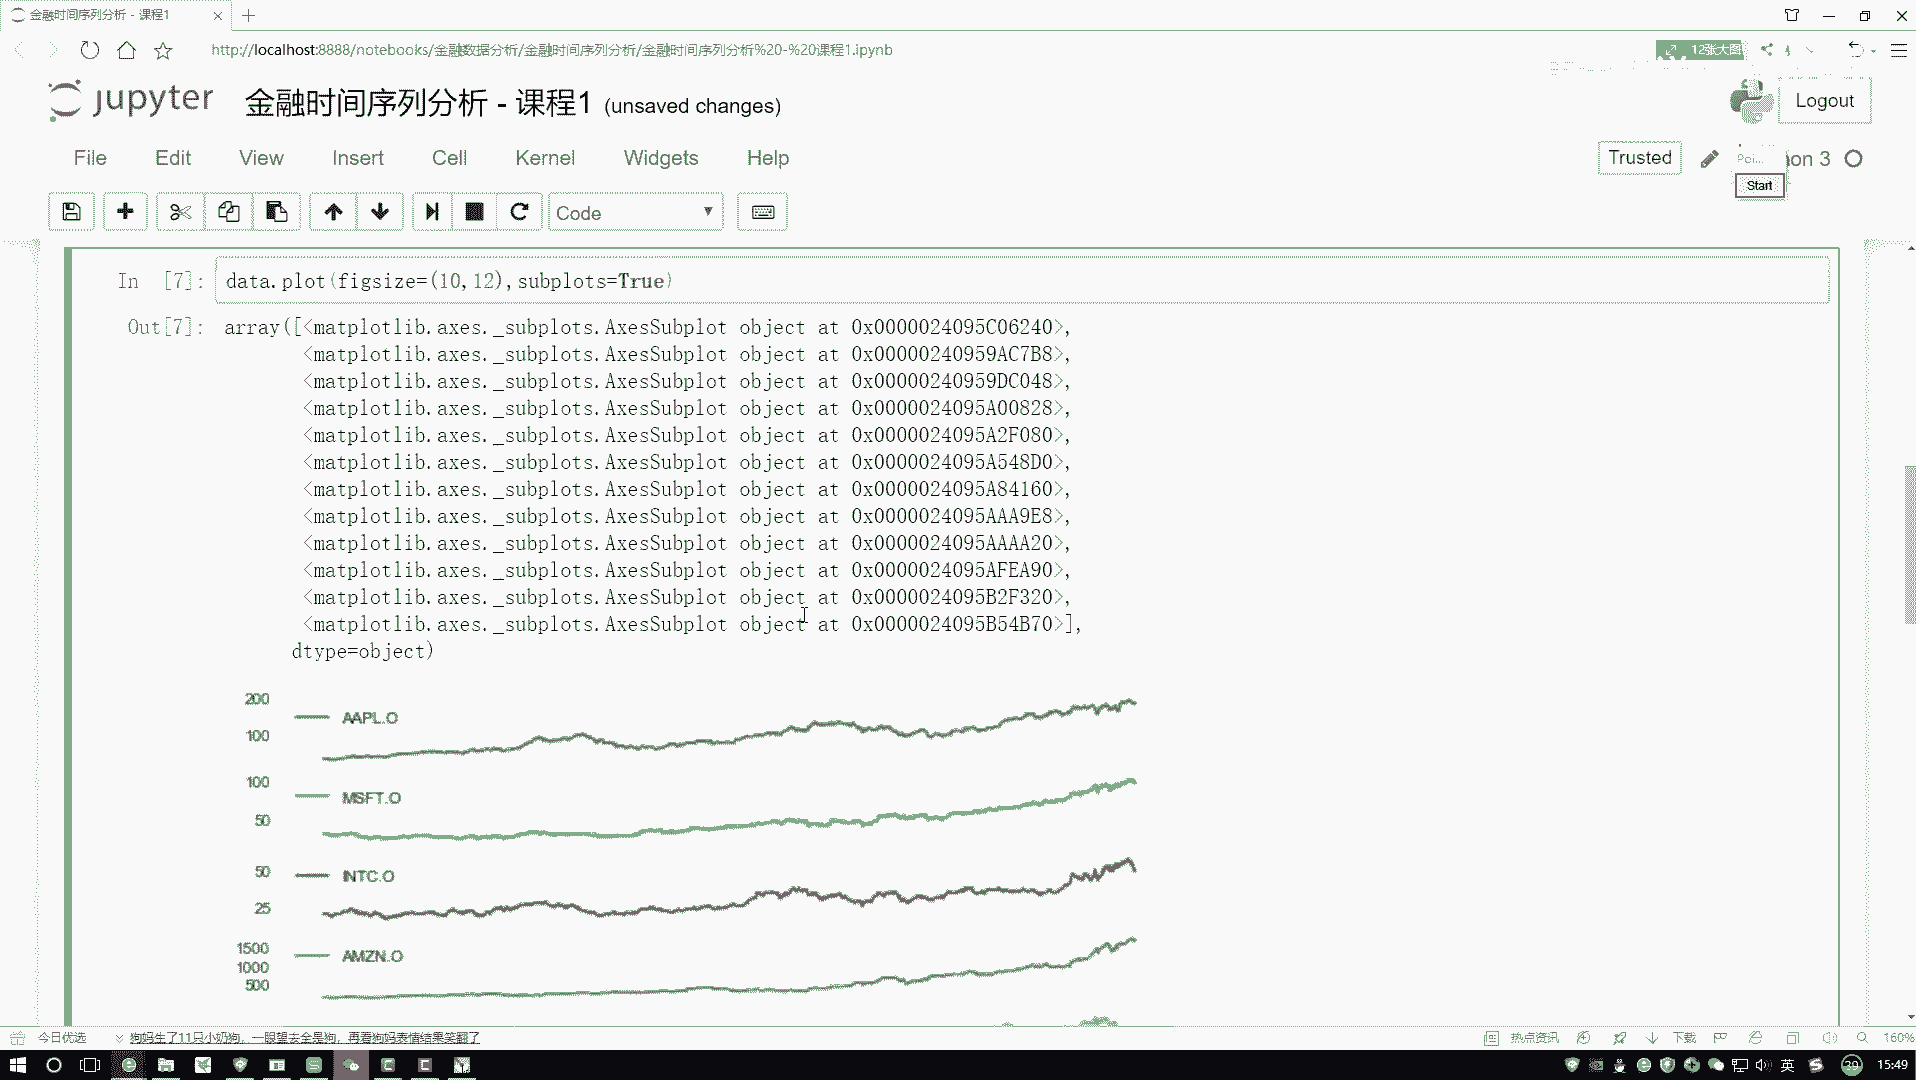 金融时间序列分析 - 课程1
http://localhost:8888/notebooks/金融数据分析/金融时间序列分析/金融时间序列分析%20-%20课程1.ipynb
12张大图
jupyter 金融时间序列分析 - 课程1 (unsaved changes)
Logout
File Edit View Insert Cell Kernel Widgets Help
Trusted
on 3
Start
Code
In [7]: data.plot(figsize=(10,12),subplots=True)
Out[7]: array([<matplotlib.axes._subplots.AxesSubplot object at 0x0000024095C06240>,
<matplotlib.axes._subplots.AxesSubplot object at 0x00000240959AC7B8>,
<matplotlib.axes._subplots.AxesSubplot object at 0x00000240959DC048>,
<matplotlib.axes._subplots.AxesSubplot object at 0x0000024095A00828>,
<matplotlib.axes._subplots.AxesSubplot object at 0x0000024095A2F080>,
<matplotlib.axes._subplots.AxesSubplot object at 0x0000024095A548D0>,
<matplotlib.axes._subplots.AxesSubplot object at 0x0000024095A84160>,
<matplotlib.axes._subplots.AxesSubplot object at 0x0000024095AAA9E8>,
<matplotlib.axes._subplots.AxesSubplot object at 0x0000024095AAAA20>,
<matplotlib.axes._subplots.AxesSubplot object at 0x0000024095AFEA90>,
<matplotlib.axes._subplots.AxesSubplot object at 0x0000024095B2F320>,
<matplotlib.axes._subplots.AxesSubplot object at 0x0000024095B54B70>],
dtype=object)
200
AAPL.O
100
100
MSFT.O
50
50
INTC.O
25
1500
AMZN.O
1000
500
今日优选 狗妈生了11只小奶狗，一眼望去全是狗，再看狗妈表情结果笑翻了
热点资讯 下载 160%
英 29 15:49